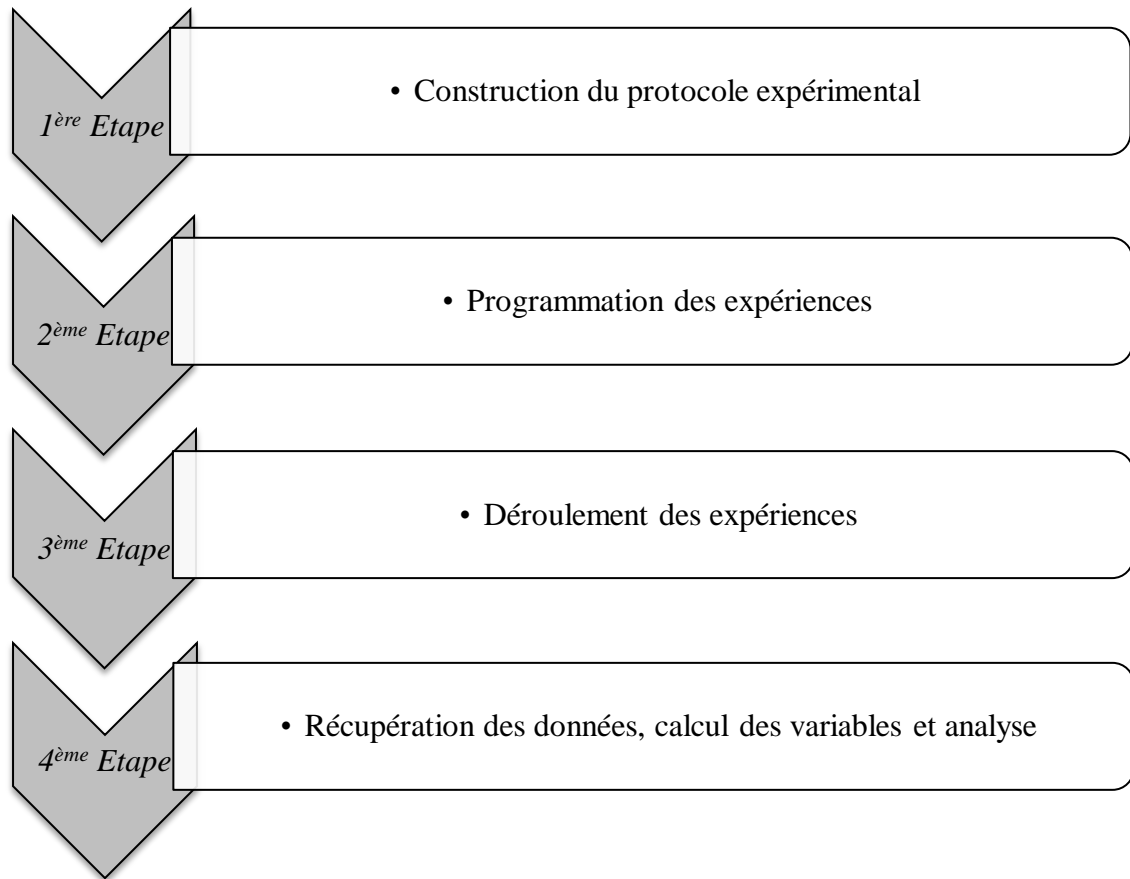 1ère Etape
• Construction du protocole expérimental
2ème Etape
• Programmation des expériences
3ème Etape
• Déroulement des expériences
4ème Etape
• Récupération des données, calcul des variables et analyse